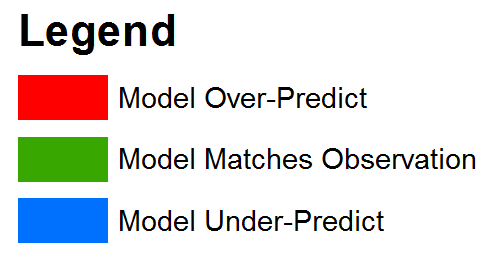 Legend
Model Over-Predict
Model Matches Observation
Model Under-Predict